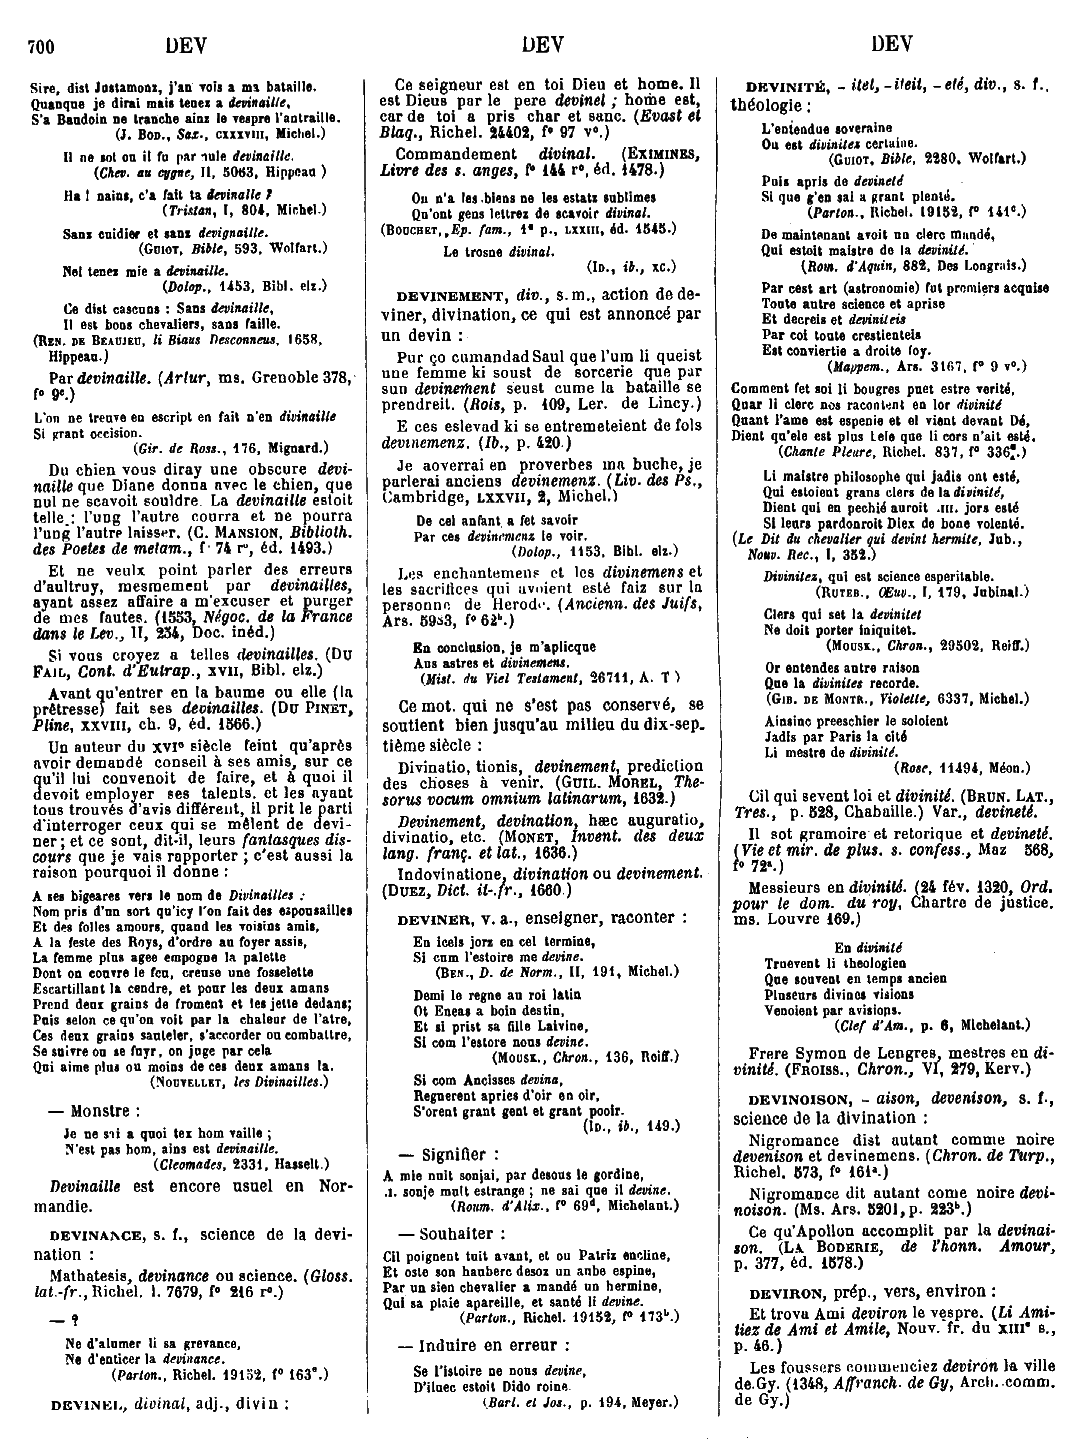 700 DEV DEV DEV
Sire, dist Jostamonz, j'an vois a ma bataille.
Quanque je dirai mais tenez a devinaille,
S'a Baudoin ne tranche ainz le vespre l'antraille.
(J. BOD., Sax., CXXXVIII, Michel.)
Il ne sot ou il fu par nule devinaille.
(Chev. au cygne, II, 5063, Hippeau )
Ha ! nains, c'a fait ta devinalle ?
(Tristan, I, 804, Michel.)
Sanz cuidier et sanz devignaille.
(GUIOT, Bible, 593, Wolfart.)
Nel tenez mie a devinaille.
(Dolop., 1453, Bibl. elz.)
Ce dist cascuns : Sans devinaille,
Il est bons chevaliers, sans faille.
(REN. DE BEAUJEU, li Biaus Desconneus, 1658,
Hippeau.)
Par devinaille. (Artur, ms. Grenoble 378,
f° 9ᶜ.)
L'on ne treuve en escript en fait n'en divinaille
Si grant occision.
(Gir. de Ross., 176, Mignard.)
Du chien vous diray une obscure devi-
naille que Diane donna avec le chien, que
nul ne scavoit souldre. La devinaille estoit
telle : l'ung l'autre courra et ne pourra
l'ung l'autre laisser. (C. MANSION, Biblioth.
des Poetes de metam., f° 74 r°, éd. 1493.)
Et ne veulx point parler des erreurs
d'aultruy, mesmement par devinailles,
ayant assez affaire a m'excuser et purger
de mes fautes. (1553, Négoc. de la France
dans le Lev., II, 254, Doc. inéd.)
Si vous croyez a telles devinailles. (DU
FAIL, Cont. d'Eutrap., XVII, Bibl. elz.)
Avant qu'entrer en la baume ou elle (la
prêtresse) fait ses devinailles. (DU PINET,
Pline, XXVIII, ch. 9, éd. 1566.)
Un auteur du XVIᵉ siècle feint qu'après
avoir demandé conseil à ses amis, sur ce
qu'il lui convenoit de faire, et à quoi il
devoit employer ses talents, et les ayant
tous trouvés d'avis différent, il prit le parti
d'interroger ceux qui se mêlent de devi-
ner ; et ce sont, dit-il, leurs fantasques dis-
cours que je vais rapporter ; c'est aussi la
raison pourquoi il donne :
A ses bigeares vers le nom de Divinailles :
Nom pris d'un sort qu'icy l'on fait des espousailles
Et des folles amours, quand les voisins amis,
A la feste des Roys, d'ordre au foyer assis,
La femme plus agee empogne la palette
Dont on couvre le feu, creuse une fosselette
Escartillant la cendre, et pour les deux amans
Prend deux grains de froment et les jette dedans;
Puis selon ce qu'on voit par la chaleur de l'atre,
Ces deux grains sauteler, s'accorder ou combattre,
Se suivre ou se fuyr, on juge par cela
Qui aime plus ou moins de ces deux amans la.
(NOUVELLET, les Divinailles.)
— Monstre :
Je ne sai a quoi tex hom vaille ;
N'est pas hom, ains est devinaille.
(Cleomades, 2331, Hasselt.)
Devinaille est encore usuel en Nor-
mandie.
DEVINANCE, s. f., science de la devi-
nation :
Mathatesis, devinance ou science. (Gloss.
lat.-fr., Richel. l. 7679, f° 216 r°.)
— ?
Ne d'alumer li sa grevance,
Ne d'enticer la devinance.
(Parton., Richel. 19152, f° 163ᵉ.)
DEVINEL, divinal, adj., divin :
Ce seigneur est en toi Dieu et home. Il
est Dieus par le pere devinel ; home est,
car de toi a pris char et sanc. (Evast et
Blaq., Richel. 24402, f° 97 v°.)
Commandement divinal. (EXIMINES,
Livre des s. anges, f° 144 r°, éd. 1478.)
Ou n'a les biens ne les estatz sublimes
Qu'ont gens lettrez de scavoir divinal.
(BOUCHET, Ep. fam., 1ᵃ p., LXXIII, éd. 1545.)
Le trosne divinal.
(ID., ib., XC.)
DEVINEMENT, div., s. m., action de de-
viner, divination, ce qui est annoncé par
un devin :
Pur ço cumandad Saul que l'um li queist
une femme ki soust de sorcerie que par
sun devinement seust cume la bataille se
prendreit. (Rois, p. 109, Ler. de Lincy.)
E ces eslevad ki se entremeteient de fols
devinemenz. (Ib., p. 420.)
Je aoverrai en proverbes ma buche, je
parlerai anciens devinemenz. (Liv. des Ps.,
Cambridge, LXXVII, 2, Michel.)
De cel anfant a fet savoir
Par ces devinemenz le voir.
(Dolop., 1153, Bibl. elz.)
Les enchantemens et les divinemens et
les sacrifices qui avoient esté faiz sur la
personne de Herode. (Ancienn. des Juifs,
Ars. 5983, f° 62ᵇ.)
En conclusion, je m'aplicque
Aus astres et divinemens.
(Mist. du Viel Testament, 26711, A. T )
Ce mot, qui ne s'est pas conservé, se
soutient bien jusqu'au milieu du dix-sep-
tième siècle :
Divinatio, tionis, devinement, prediction
des choses à venir. (GUIL. MOREL, The-
sorus vocum omnium latinarum, 1632.)
Devinement, devination, hæc auguratio,
divinatio, etc. (MONET, Invent. des deux
lang. franç. et lat., 1636.)
Indovinatione, divination ou devinement.
(DUEZ, Dict. it-.fr., 1660.)
DEVINER, v. a., enseigner, raconter :
En icels jorz en cel termine,
Si cum l'estoire me devine.
(BEN., D. de Norm., II, 191, Michel.)
Demi le regne au roi latin
Ot Eneas a boin destin,
Et si prist sa fille Laivine,
Si com l'estore nous devine.
(MOUSK., Chron., 136, Reiff.)
Si com Ancisses devina,
Regnerent apries d'oir en oir,
S'orent grant gent et grant pooir.
(ID., ib., 149.)
— Signifier :
A mie nuit sonjai, par desous le gordine,
.I. sonje mult estrange ; ne sai que il devine.
(Roum. d'Alix., f° 69ᵈ, Michelant.)
— Souhaiter :
Cil poignent tuit avant, et ou Patriz encline,
Et oste son hauberc desoz un aube espine,
Par un sien chevalier a mandé un hermine,
Qui sa plaie apareille, et santé li devine.
(Parton., Richel. 19152, f° 173ᵇ.)
— Induire en erreur :
Se l'istoire ne nous devine,
D'iluec estoit Dido roine.
(Barl. et Jos., p. 194, Meyer.)
DEVINITÉ, - itet, -iteit, - eté, div., s. f.,
théologie :
L'entendue soveraine
Ou est divinitez certaine.
(GUIOT, Bible, 2280, Wolfart.)
Puis apris de devineté
Si que g'en sai a grant plenté.
(Parton., Richel. 19152, f° 141ᶜ.)
De maintenant avoit un clerc mandé,
Qui estoit maistre de la devinité.
(Rom. d'Aquin, 882, Des Longrais.)
Par cest art (astronomie) fut premiers acquise
Toute autre science et aprise
Et decreis et deviniteis
Par coi toute crestienteis
Est convertie a droite foy.
(Mappem., Ars. 3167, f° 9 v°.)
Comment fet soi li bougres puet estre verité,
Quar li clerc nos racontent en lor divinité
Quant l'ame est espenie et el vient devant Dé,
Dient qu'ele est plus bele que li cors n'ait esté.
(Chante Pleure, Richel. 837, f° 336.)
Li maistre philosophe qui jadis ont esté,
Qui estoient grans clers de la divinité,
Dient qui en pechié auroit .III. jors esté
Si leurs pardonroit Diex de bone volenté.
(Le Dit du chevalier qui devint hermite, Jub.,
Nouv. Rec., I, 352.)
Divinitez, qui est science esperitable.
(RUTEB., Œuv., I, 179, Jubinal.)
Clers qui set la devinitet
Ne doit porter iniquitet.
(MOUSK., Chron., 29502, Reiff.)
Or entendes autre raison
Que la divinites recorde.
(GIB. DE MONTR., Violette, 6337, Michel.)
Ainsinc preeschier le soloient
Jadis par Paris la cité
Li mestre de divinité.
(Rose, 11494, Méon.)
Cil qui sevent loi et divinité. (BRUN. LAT.,
Tres., p. 528, Chabaille.) Var., devineté.
Il sot gramoire et retorique et devineté.
(Vie et mir. de plus. s. confess., Maz 568,
f° 72ᵃ.)
Messieurs en divinité. (24 fév. 1320, Ord.
pour le dom. du roy, Chartre de justice,
ms. Louvre 169.)
En divinité
Truevent li theologien
Que souvent en temps ancien
Pluseurs divines visions
Venoient par avisions.
(Clef d'Am., p. 6, Michelant.)
Frere Symon de Lengres, mestres en di-
vinité. (FROISS., Chron., VI, 279, Kerv.)
DEVINOISON, - aison, devenison, s. f.,
science de la divination :
Nigromance dist autant comme noire
devenison et devinemens. (Chron. de Turp.,
Richel. 573, f° 161ᵃ.)
Nigromance dit autant come noire devi-
noison. (Ms. Ars. 5201, p. 223ᵇ.)
Ce qu'Apollon accomplit par la devinai-
son. (LA BODERIE, de l'honn. Amour,
p. 377, éd. 1578.)
DEVIRON, prép., vers, environ :
Et trova Ami deviron le vespre. (Li Ami-
tiez de Ami et Amile, Nouv. fr. du XIIIᵉ s.,
p. 46.)
Les foussers commenciez deviron la ville
de Gy. (1348, Affranch. de Gy, Arch. comm.
de Gy.)